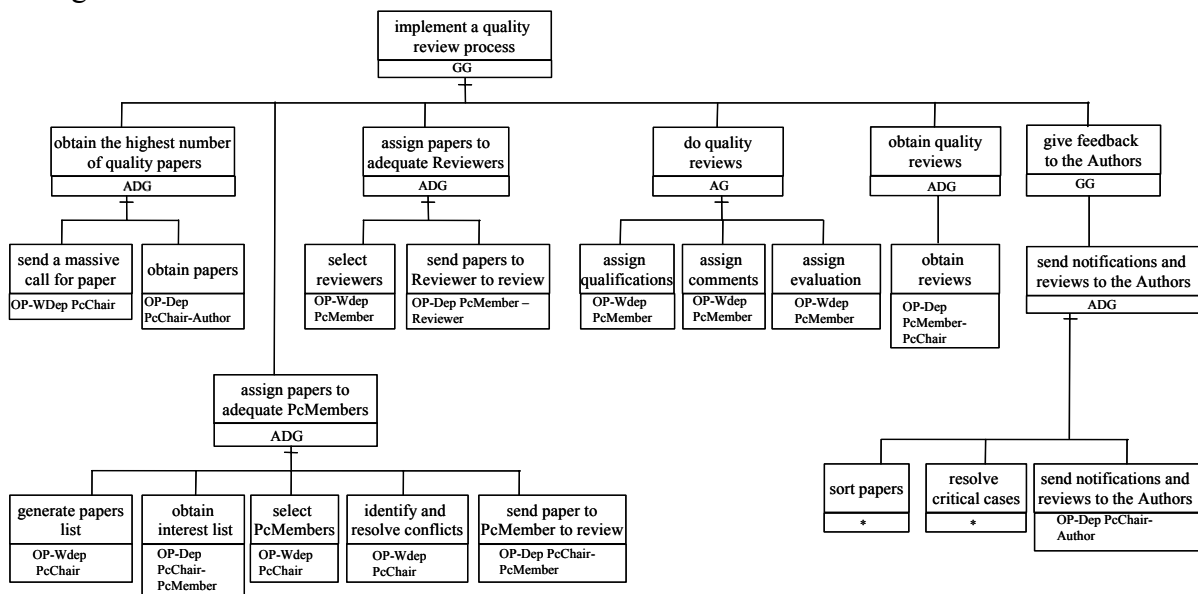 implement a quality
review process
GG
obtain the highest number
of quality papers
ADG
assign papers to
adequate Reviewers
ADG
do quality
reviews
AG
obtain quality
reviews
ADG
give feedback
to the Authors
GG
send a massive
call for paper
OP-WDep PcChair
obtain papers
OP-Dep
PcChair-Author
select
reviewers
OP-Wdep
PcMember
send papers to
Reviewer to review
OP-Dep PcMember –
Reviewer
assign
qualifications
OP-Wdep
PcMember
assign
comments
OP-Wdep
PcMember
assign
evaluation
OP-Wdep
PcMember
obtain
reviews
OP-Dep
PcMember-
PcChair
send notifications and
reviews to the Authors
ADG
assign papers to
adequate PcMembers
ADG
generate papers
list
OP-Wdep
PcChair
obtain
interest list
OP-Dep
PcChair-
PcMember
select
PcMembers
OP-Wdep
PcChair
identify and
resolve conflicts
OP-Wdep
PcChair
send paper to
PcMember to review
OP-Dep PcChair-
PcMember
sort papers
*
resolve
critical cases
*
send notifications and
reviews to the Authors
OP-Dep PcChair-
Author